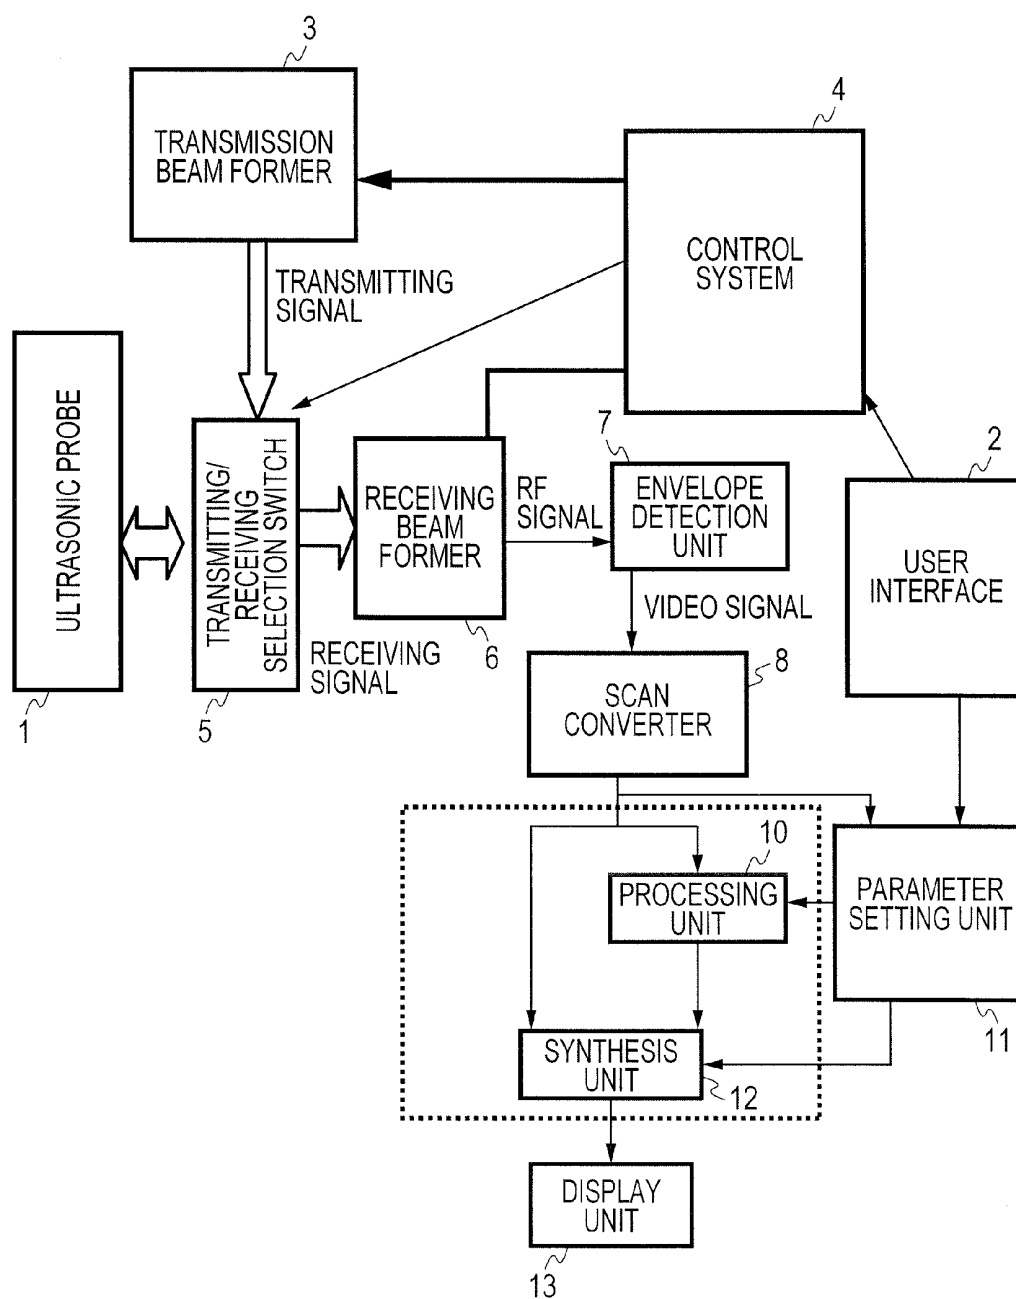 3
TRANSMISSION
BEAM FORMER
4
CONTROL
SYSTEM
TRANSMITTING
SIGNAL
ULTRASONIC PROBE
1
TRANSMITTING/
RECEIVING
SELECTION SWITCH
5
RECEIVING
SIGNAL
RECEIVING
BEAM
FORMER
6
RF
SIGNAL
7
ENVELOPE
DETECTION
UNIT
VIDEO SIGNAL
2
USER
INTERFACE
8
SCAN
CONVERTER
10
PROCESSING
UNIT
PARAMETER
SETTING UNIT
11
SYNTHESIS
UNIT
12
DISPLAY
UNIT
13